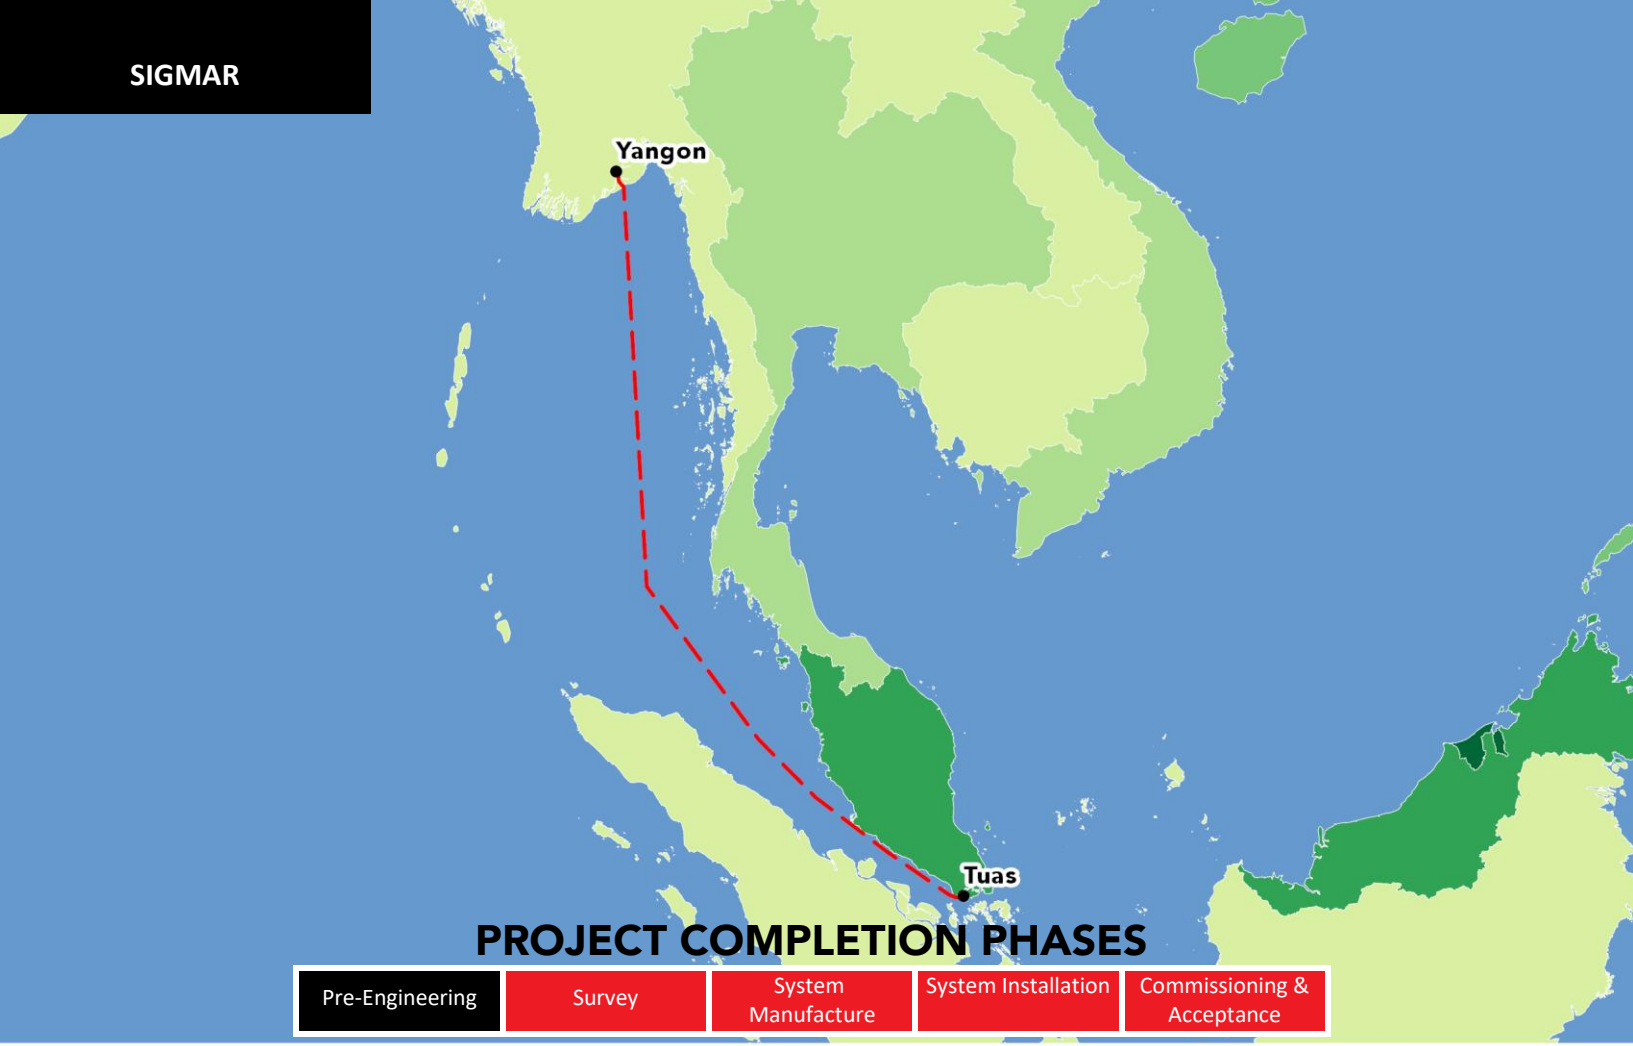 SIGMAR
Yangon
Tuas
PROJECT COMPLETION PHASES
Pre-Engineering
Survey
System
Manufacture
System Installation
Commissioning &
Acceptance